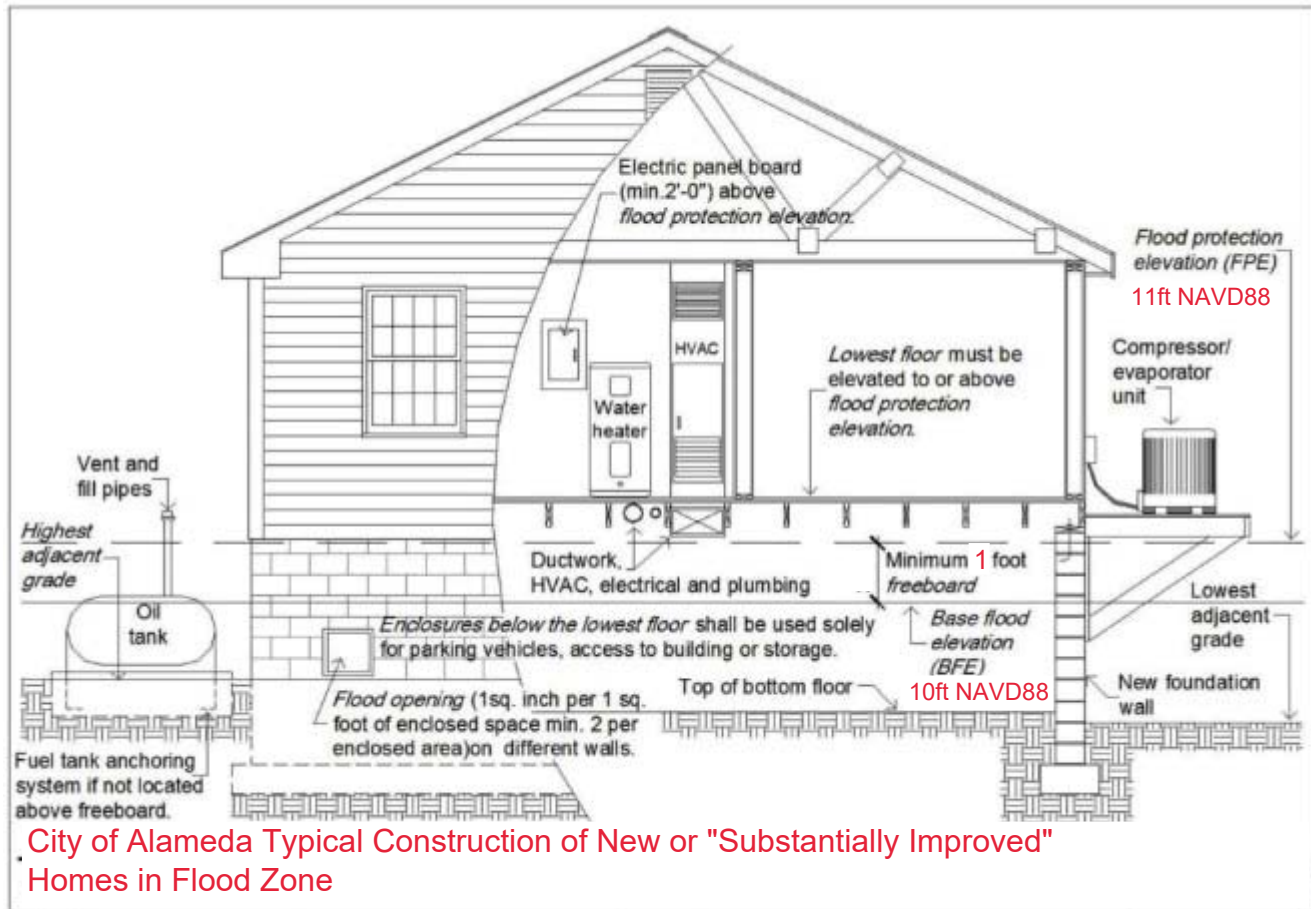 Electric panel board
(min.2'-0") above
flood protection elevation.
Flood protection
elevation (FPE)
11ft NAVD88
HVAC
Water
heater
Lowest floor must be
elevated to or above
flood protection
elevation.
Compressor/
evaporator
unit
Vent and
fill pipes
Highest
adjacent
grade
Oil
tank
Ductwork,
HVAC, electrical and plumbing
Minimum 1 foot
freeboard
Lowest
adjacent
grade
Enclosures below the lowest floor shall be used solely
for parking vehicles, access to building or storage.
Base flood
elevation
(BFE)
10ft NAVD88
Top of bottom floor
New foundation
wall
Flood opening (1sq. inch per 1 sq.
foot of enclosed space min. 2 per
enclosed area)on different walls.
Fuel tank anchoring
system if not located
above freeboard.
City of Alameda Typical Construction of New or "Substantially Improved"
Homes in Flood Zone